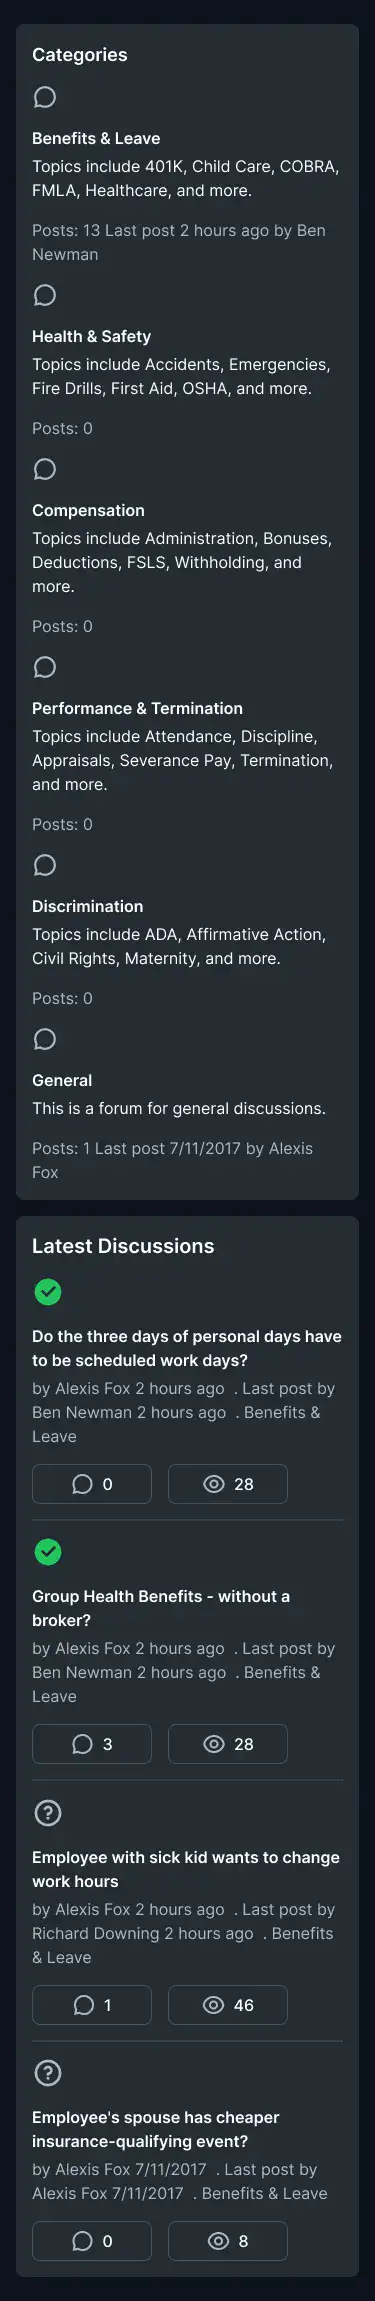 Categories
Benefits & Leave
Topics include 401K, Child Care, COBRA,
FMLA, Healthcare, and more.
Posts: 13 Last post 2 hours ago by Ben
Newman
Health & Safety
Topics include Accidents, Emergencies,
Fire Drills, First Aid, OSHA, and more.
Posts: 0
Compensation
Topics include Administration, Bonuses,
Deductions, FSLS, Withholding, and
more.
Posts: 0
Performance & Termination
Topics include Attendance, Discipline,
Appraisals, Severance Pay, Termination,
and more.
Posts: 0
Discrimination
Topics include ADA, Affirmative Action,
Civil Rights, Maternity, and more.
Posts: 0
General
This is a forum for general discussions.
Posts: 1 Last post 7/11/2017 by Alexis
Fox
Latest Discussions
Do the three days of personal days have
to be scheduled work days?
by Alexis Fox 2 hours ago . Last post by
Ben Newman 2 hours ago . Benefits &
Leave
0 28
Group Health Benefits - without a
broker?
by Alexis Fox 2 hours ago . Last post by
Ben Newman 2 hours ago . Benefits &
Leave
3 28
Employee with sick kid wants to change
work hours
by Alexis Fox 2 hours ago . Last post by
Richard Downing 2 hours ago . Benefits
& Leave
1 46
Employee's spouse has cheaper
insurance-qualifying event?
by Alexis Fox 7/11/2017 . Last post by
Alexis Fox 7/11/2017 . Benefits & Leave
0 8